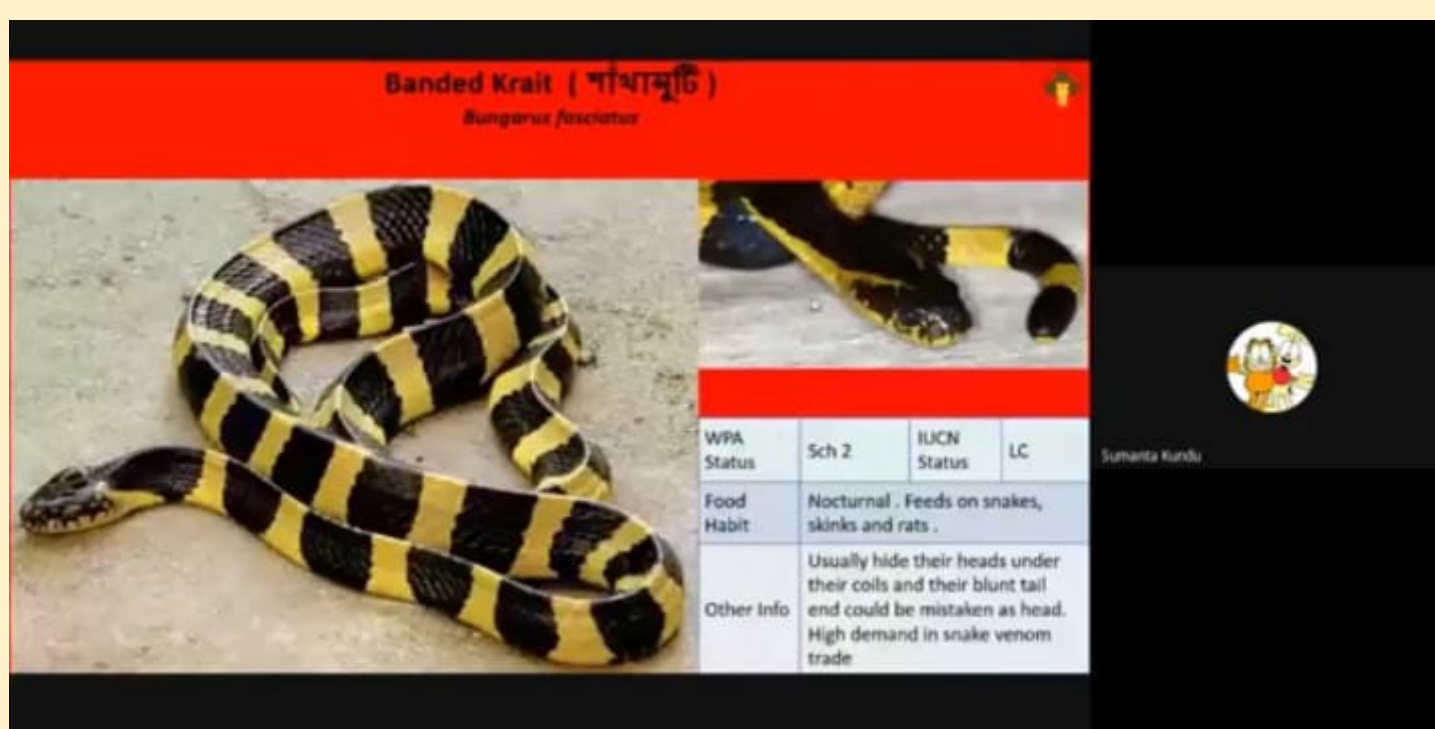 Banded Krait ( শাঁখামুটি )
Bungarus fasciatus
WPA
Status
Sch 2
IUCN
Status
LC
Food
Habit
Nocturnal . Feeds on snakes,
skinks and rats .
Other Info
Usually hide their heads under
their coils and their blunt tail
end could be mistaken as head.
High demand in snake venom
trade
Sumanta Kundu